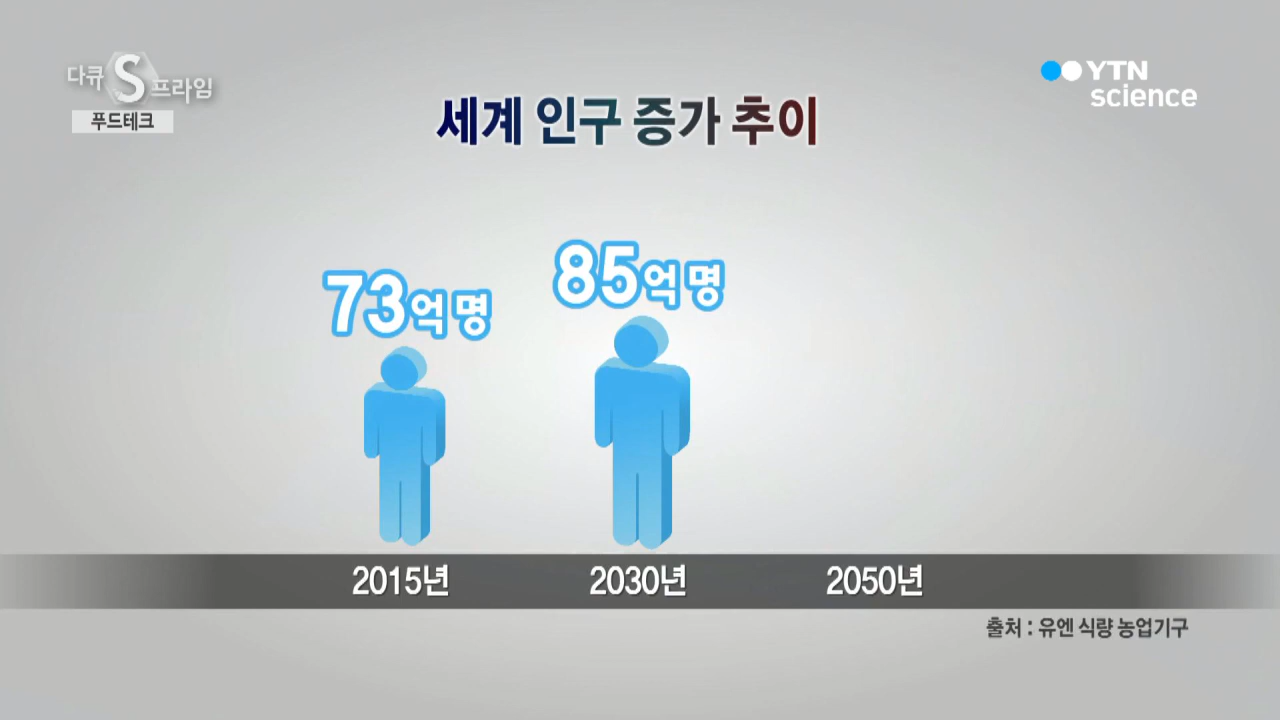 다큐 S 프라임
푸드테크
YTN
science
세계 인구 증가 추이
73억 명
85억 명
2015년
2030년
2050년
출처 : 유엔 식량 농업기구